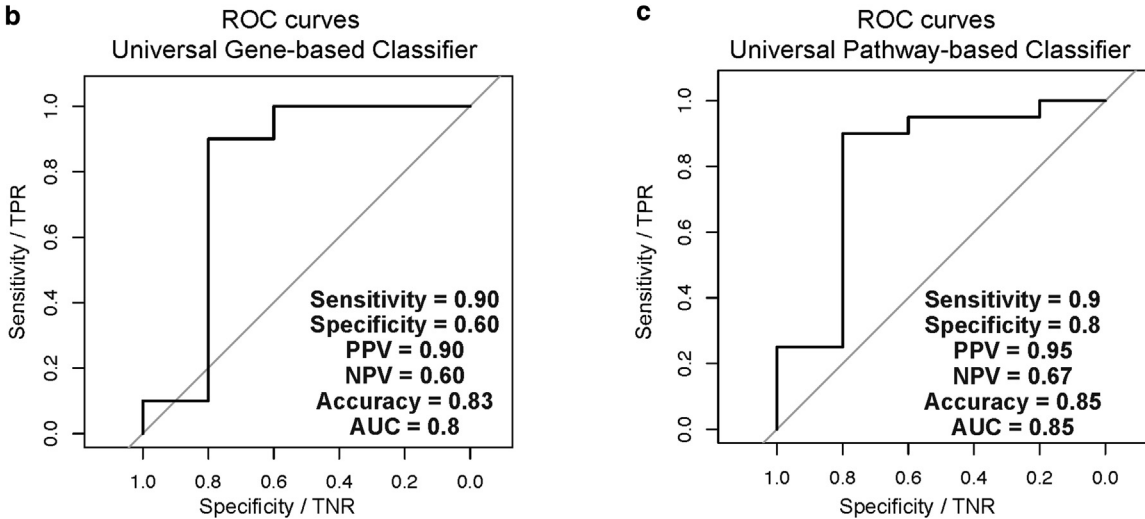 b
ROC curves
Universal Gene-based Classifier
Sensitivity / TPR
1.0
0.8
0.6
0.4
0.2
0.0
Sensitivity = 0.90
Specificity = 0.60
PPV = 0.90
NPV = 0.60
Accuracy = 0.83
AUC = 0.8
1.0 0.8 0.6 0.4 0.2 0.0
Specificity / TNR
c
ROC curves
Universal Pathway-based Classifier
Sensitivity / TPR
1.0
0.8
0.6
0.4
0.2
0.0
Sensitivity = 0.9
Specificity = 0.8
PPV = 0.95
NPV = 0.67
Accuracy = 0.85
AUC = 0.85
1.0 0.8 0.6 0.4 0.2 0.0
Specificity / TNR